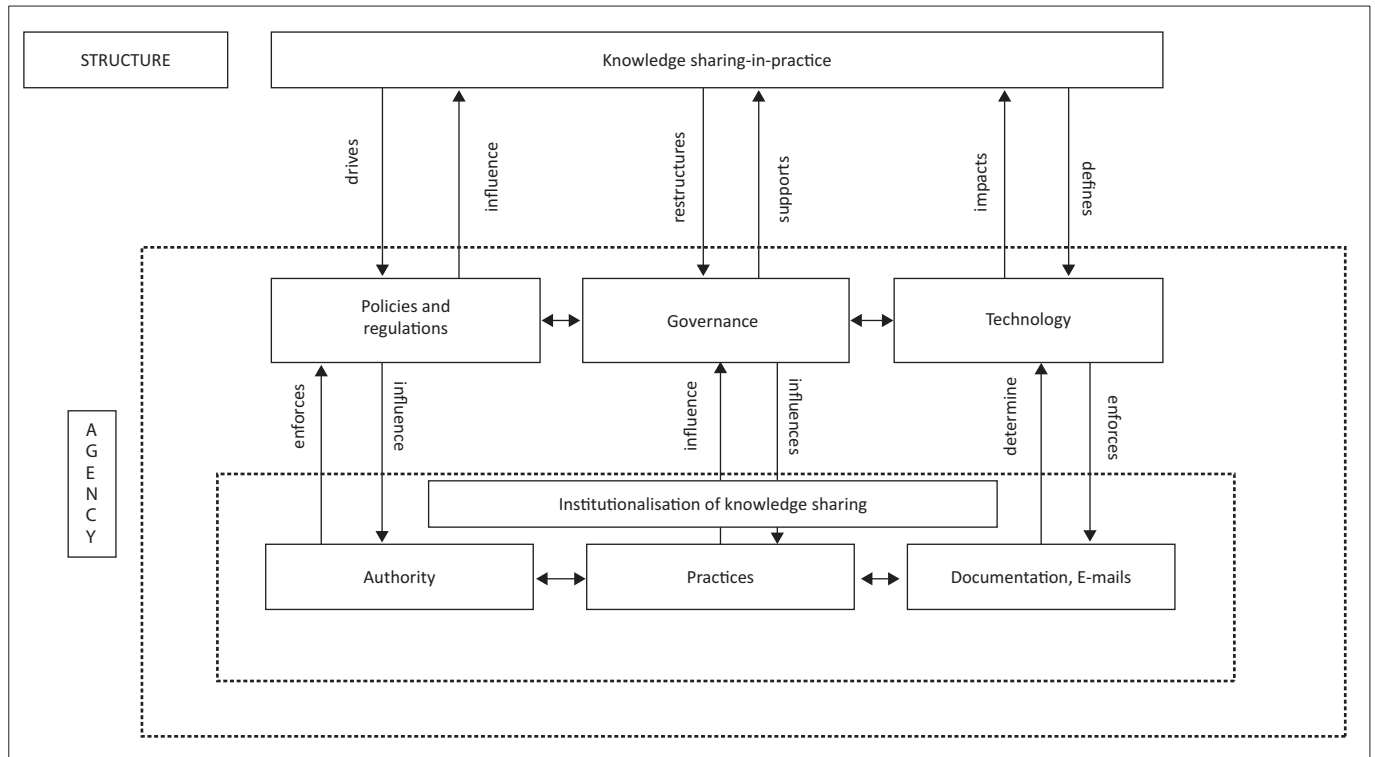 STRUCTURE
Knowledge sharing-in-practice
drives
influence
restructures
supports
impacts
defines
Policies and
regulations
Governance
Technology
enforces
influence
influence
influences
determine
enforces
A
G
E
N
C
Y
Institutionalisation of knowledge sharing
Authority
Practices
Documentation, E-mails